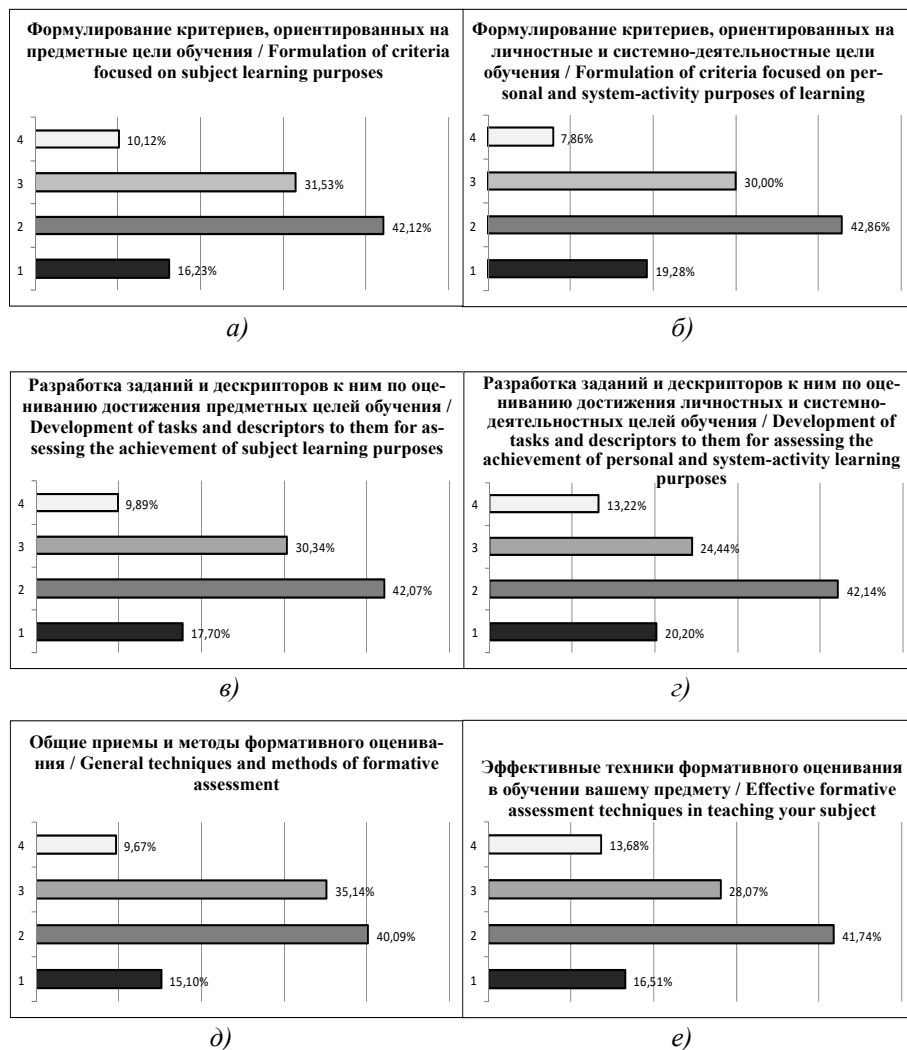 Формулирование критериев, ориентированных на
предметные цели обучения / Formulation of criteria
focused on subject learning purposes
4
10,12%
3
31,53%
2
42,12%
1
16,23%
а)
Формулирование критериев, ориентированных на
личностные и системно-деятельностные цели
обучения / Formulation of criteria focused on per-
sonal and system-activity purposes of learning
4
7,86%
3
30,00%
2
42,86%
1
19,28%
б)
Разработка заданий и дескрипторов к ним по оце-
ниванию достижения предметных целей обучения /
Development of tasks and descriptors to them for as-
sessing the achievement of subject learning purposes
4
9,89%
3
30,34%
2
42,07%
1
17,70%
в)
Разработка заданий и дескрипторов к ним по оце-
ниванию достижения личностных и системно-
деятельностных целей обучения / Development of
tasks and descriptors to them for assessing the
achievement of personal and system-activity learning
purposes
4
13,22%
3
24,44%
2
42,14%
1
20,20%
г)
Общие приемы и методы формативного оценива-
ния / General techniques and methods of formative
assessment
4
9,67%
3
35,14%
2
40,09%
1
15,10%
д)
Эффективные техники формативного оценивания
в обучении вашему предмету / Effective formative
assessment techniques in teaching your subject
4
13,68%
3
28,07%
2
41,74%
1
16,51%
е)